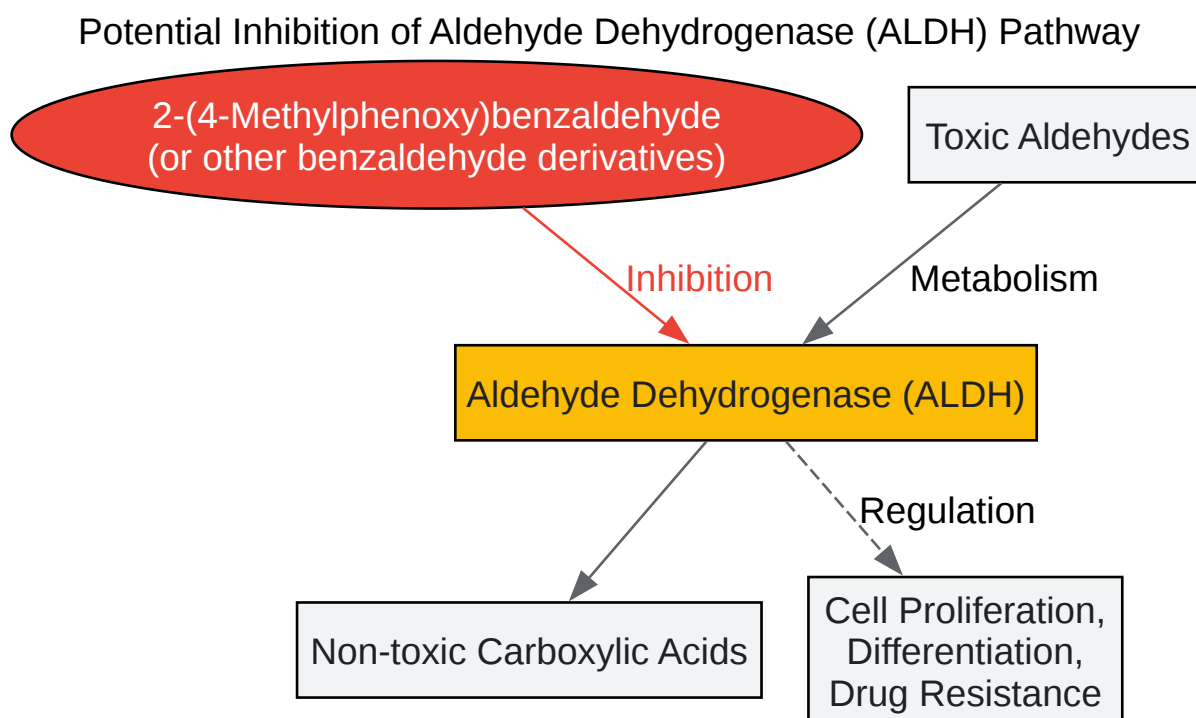 Potential Inhibition of Aldehyde Dehydrogenase (ALDH) Pathway
2-(4-Methylphenoxy)benzaldehyde
(or other benzaldehyde derivatives)
Toxic Aldehydes
Inhibition
Metabolism
Aldehyde Dehydrogenase (ALDH)
Regulation
Non-toxic Carboxylic Acids
Cell Proliferation,
Differentiation,
Drug Resistance